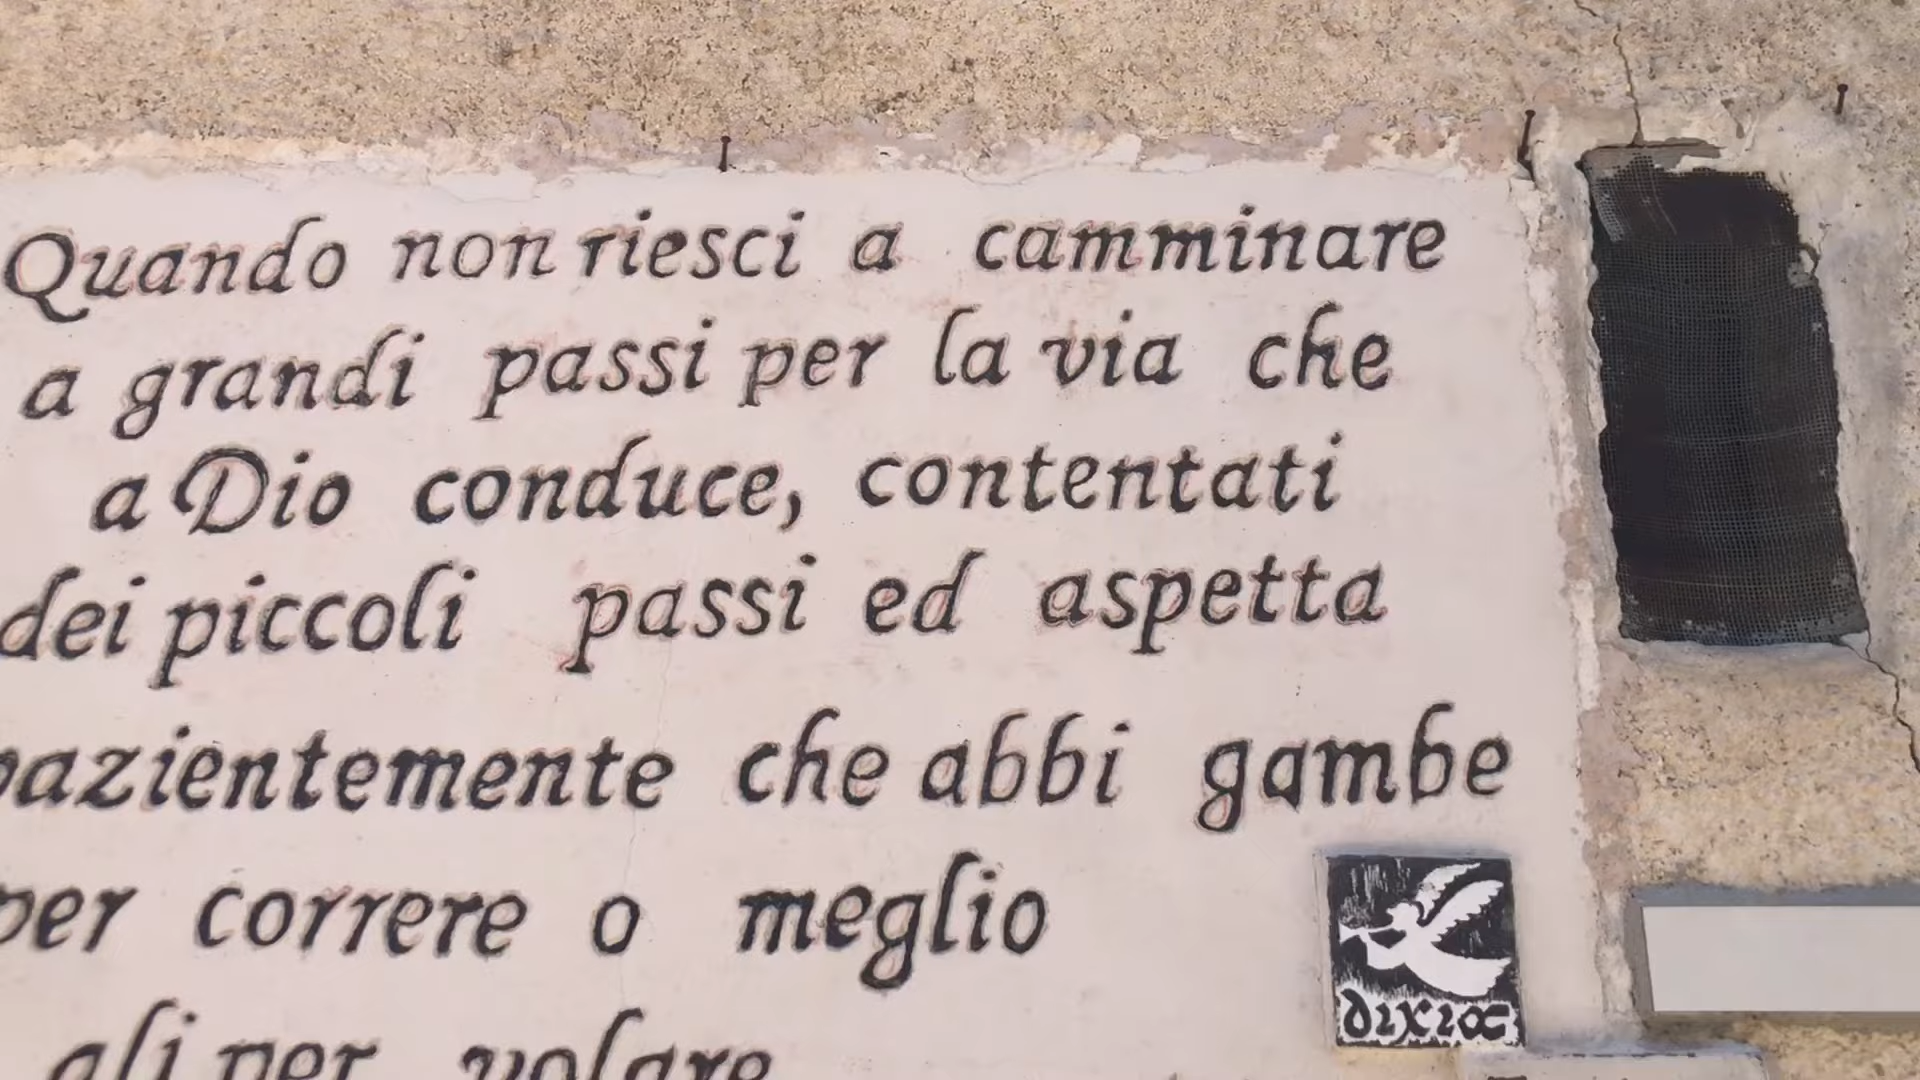 Quando non riesci a camminare
a grandi passi per la via che
a Dio conduce, contentati
dei piccoli passi ed aspetta
pazientemente che abbi gambe
per correre o meglio
ali per volare